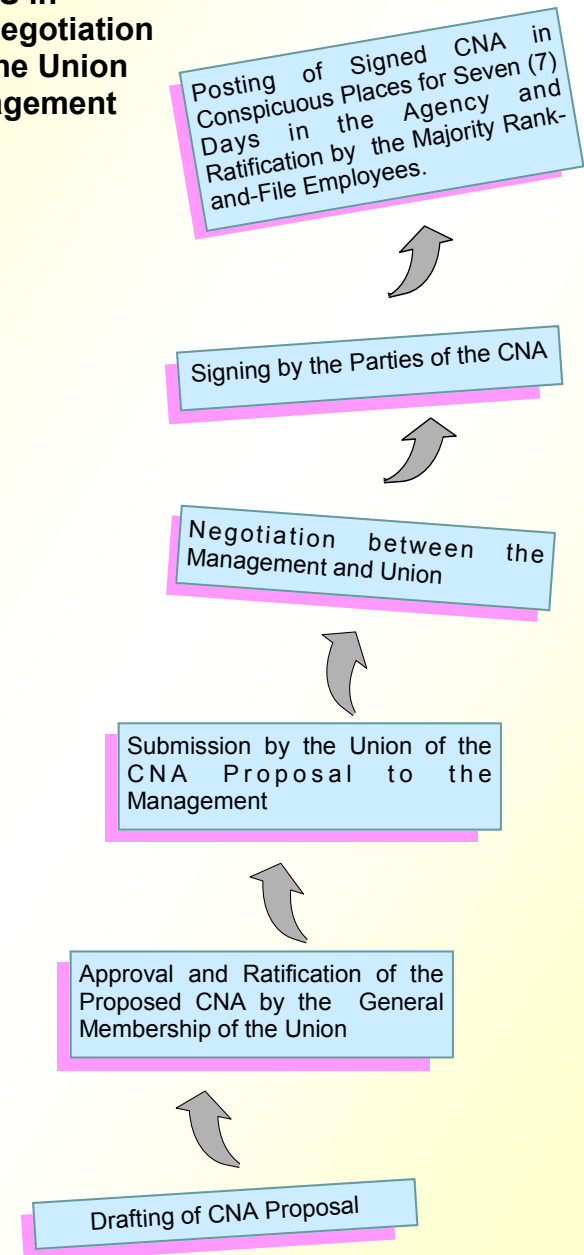 in
egotiation
he Union
agement
Posting of Signed CNA in
Conspicuous Places for Seven (7)
Days in the Agency and
Ratification by the Majority Rank-
and-File Employees.
Signing by the Parties of the CNA
Negotiation between the
Management and Union
Submission by the Union of the
CNA Proposal to the
Management
Approval and Ratification of the
Proposed CNA by the General
Membership of the Union
Drafting of CNA Proposal